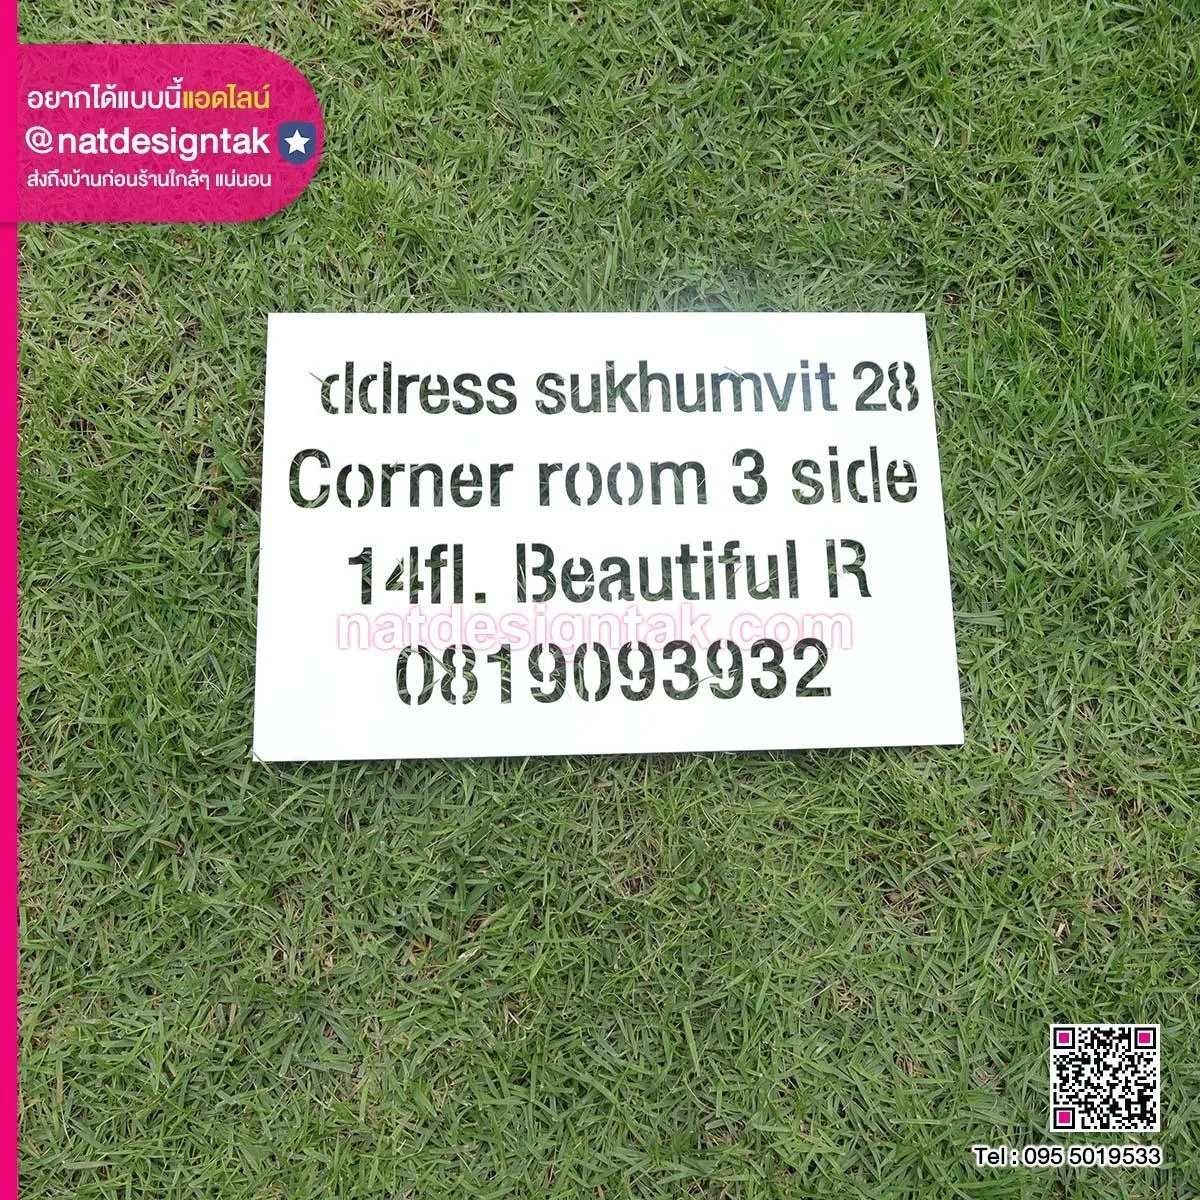 อยากได้แบบนี้แอดไลน์
@natdesigntak
ส่งถึงบ้านก่อนร้านใกล้ๆ แน่นอน
ddress sukhumvit 28
Corner room 3 side
14fl. Beautiful R
natdesigntak.com
0819093932
Tel : 095 5019533